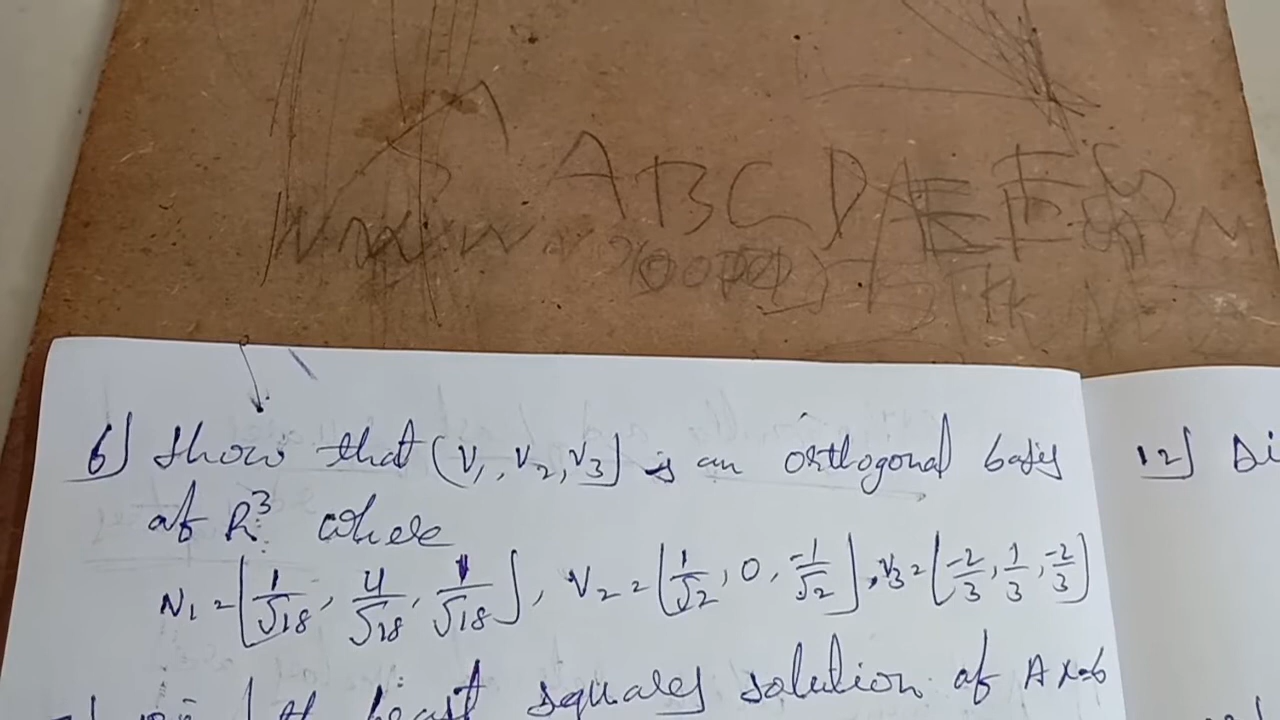 A B C D
6) Show that (V1, V2, V3) is an orthogonal basis
of R³ where
V1 = [1/√18, 4/√18, 1/√18], V2 = [1/√2, 0, -1/√2], V3 = [-2/3, 1/3, -2/3]
least squares solution of Ax=b
12) Di